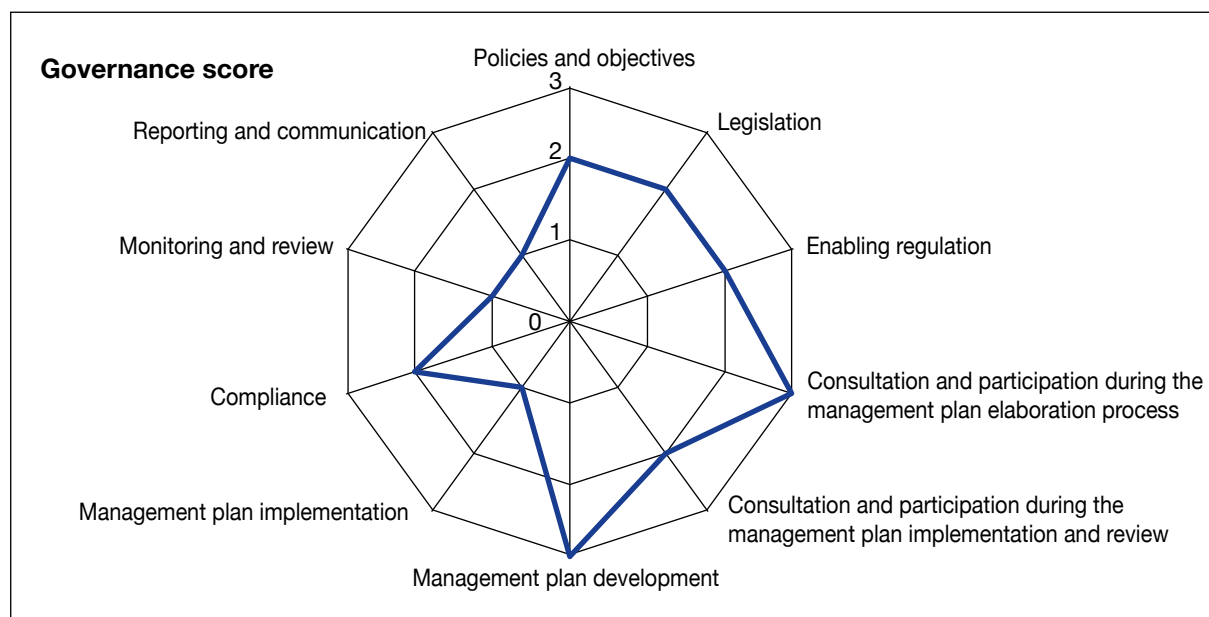 Governance score
Policies and objectives
3
2
1
0
Legislation
Enabling regulation
Consultation and participation during the
management plan elaboration process
Consultation and participation during the
management plan implementation and review
Management plan development
Management plan implementation
Compliance
Monitoring and review
Reporting and communication